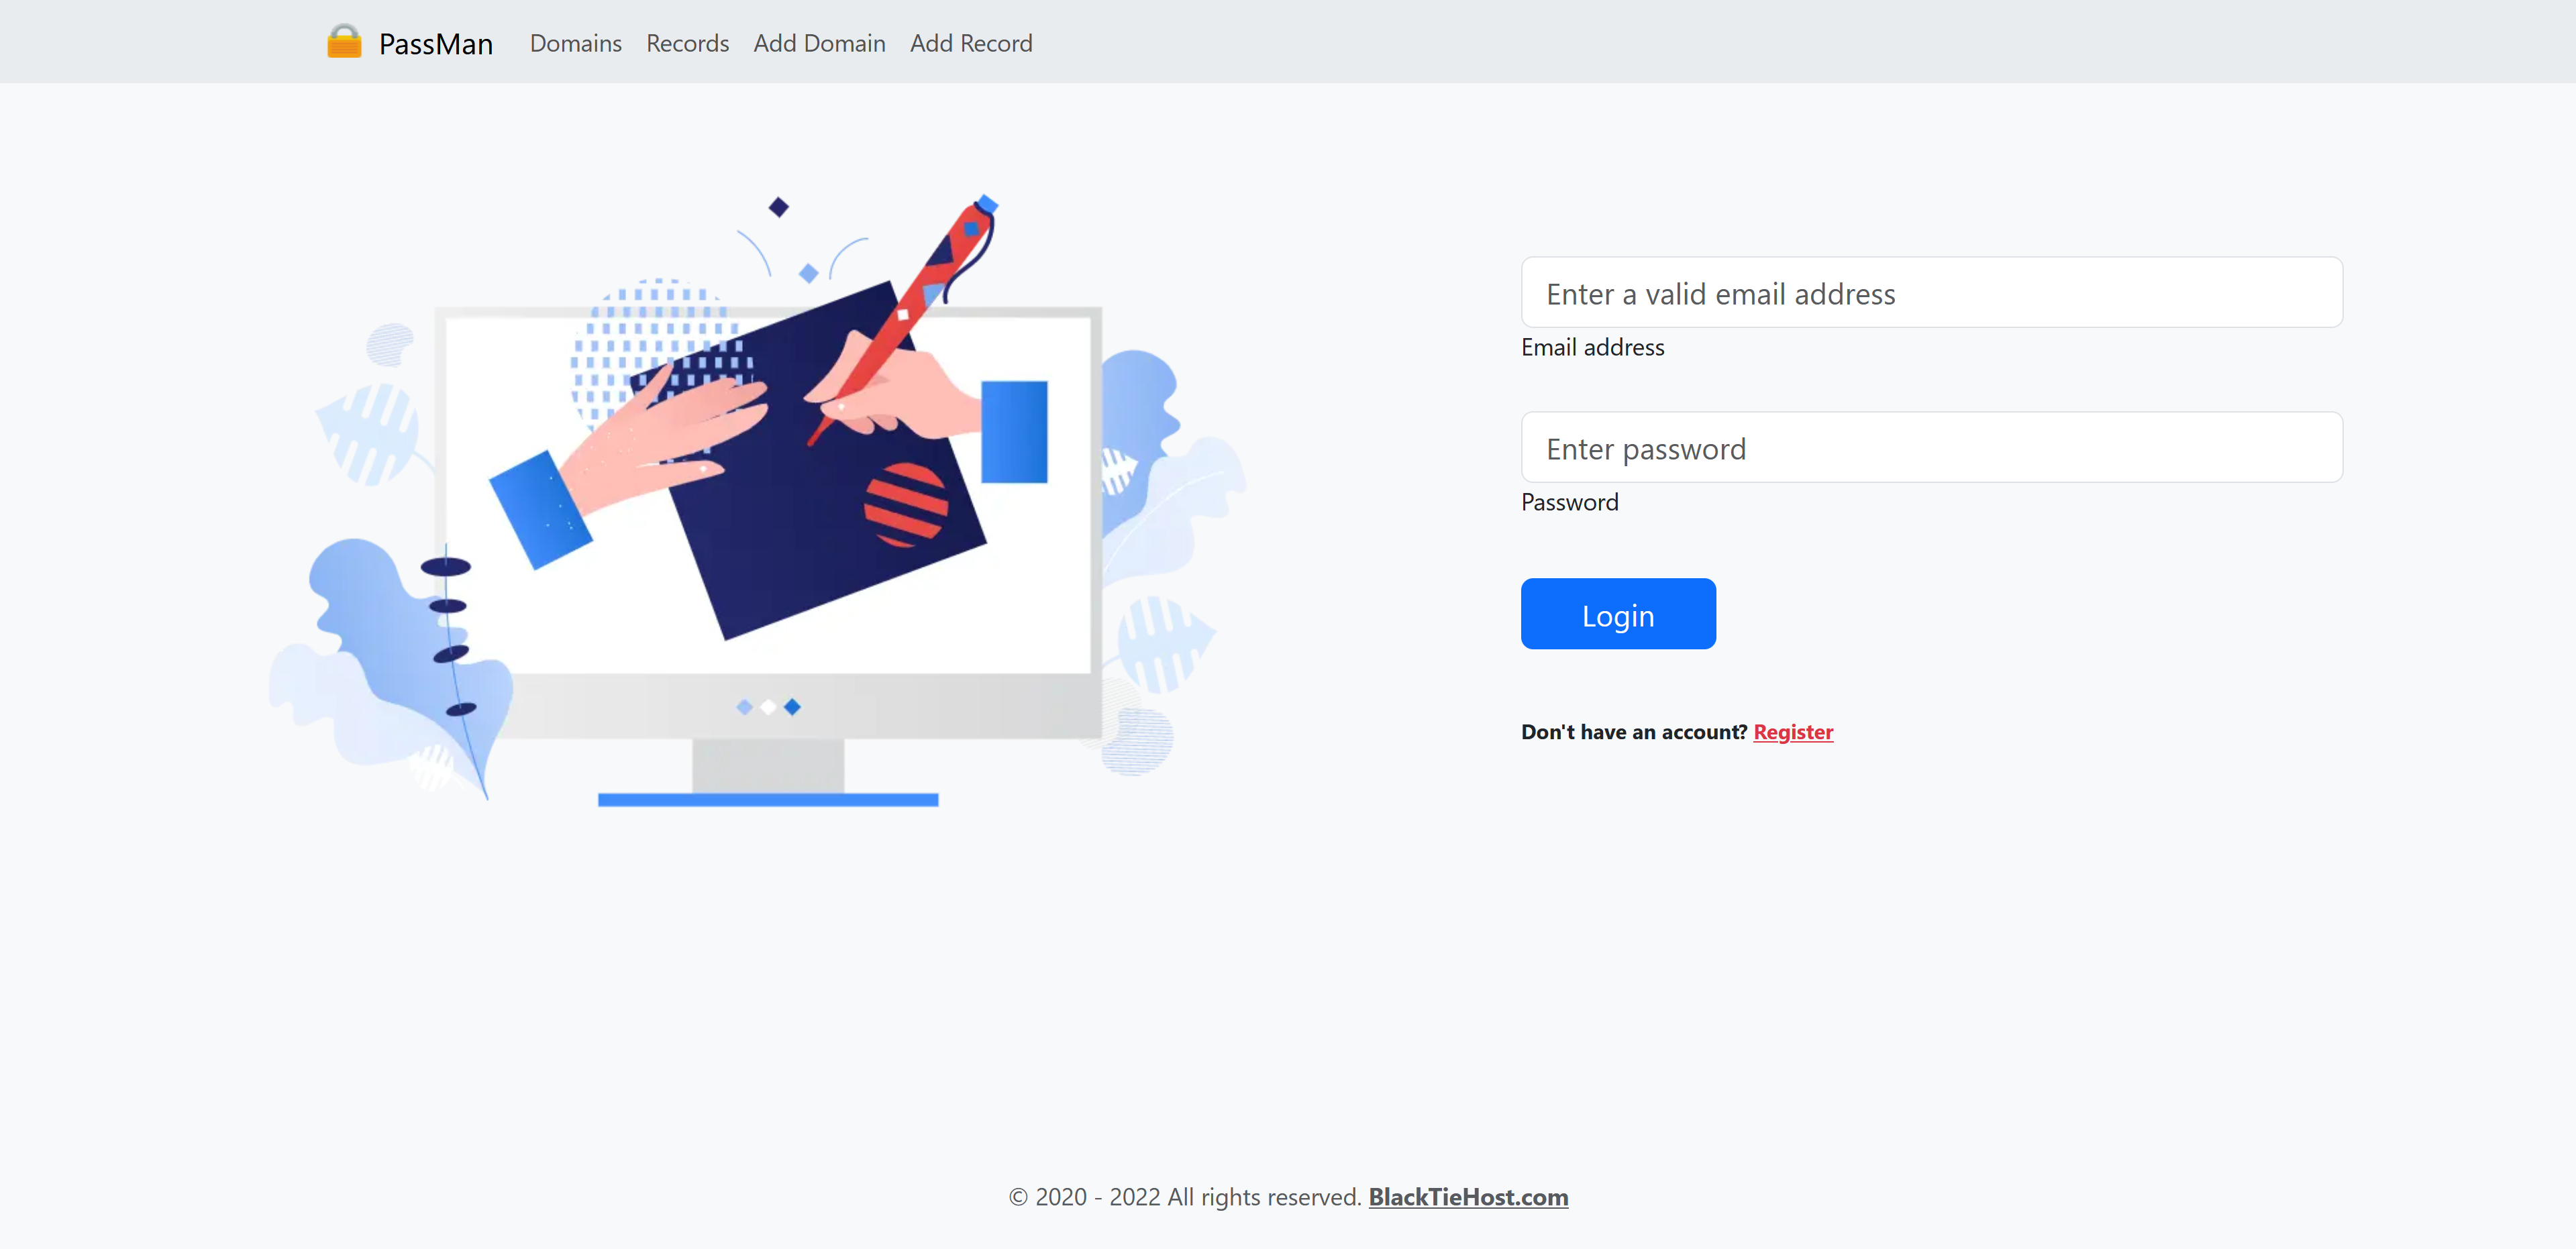 PassMan Domains Records Add Domain Add Record
Enter a valid email address
Email address
Enter password
Password
Login
Don't have an account? Register
© 2020 - 2022 All rights reserved. BlackTieHost.com